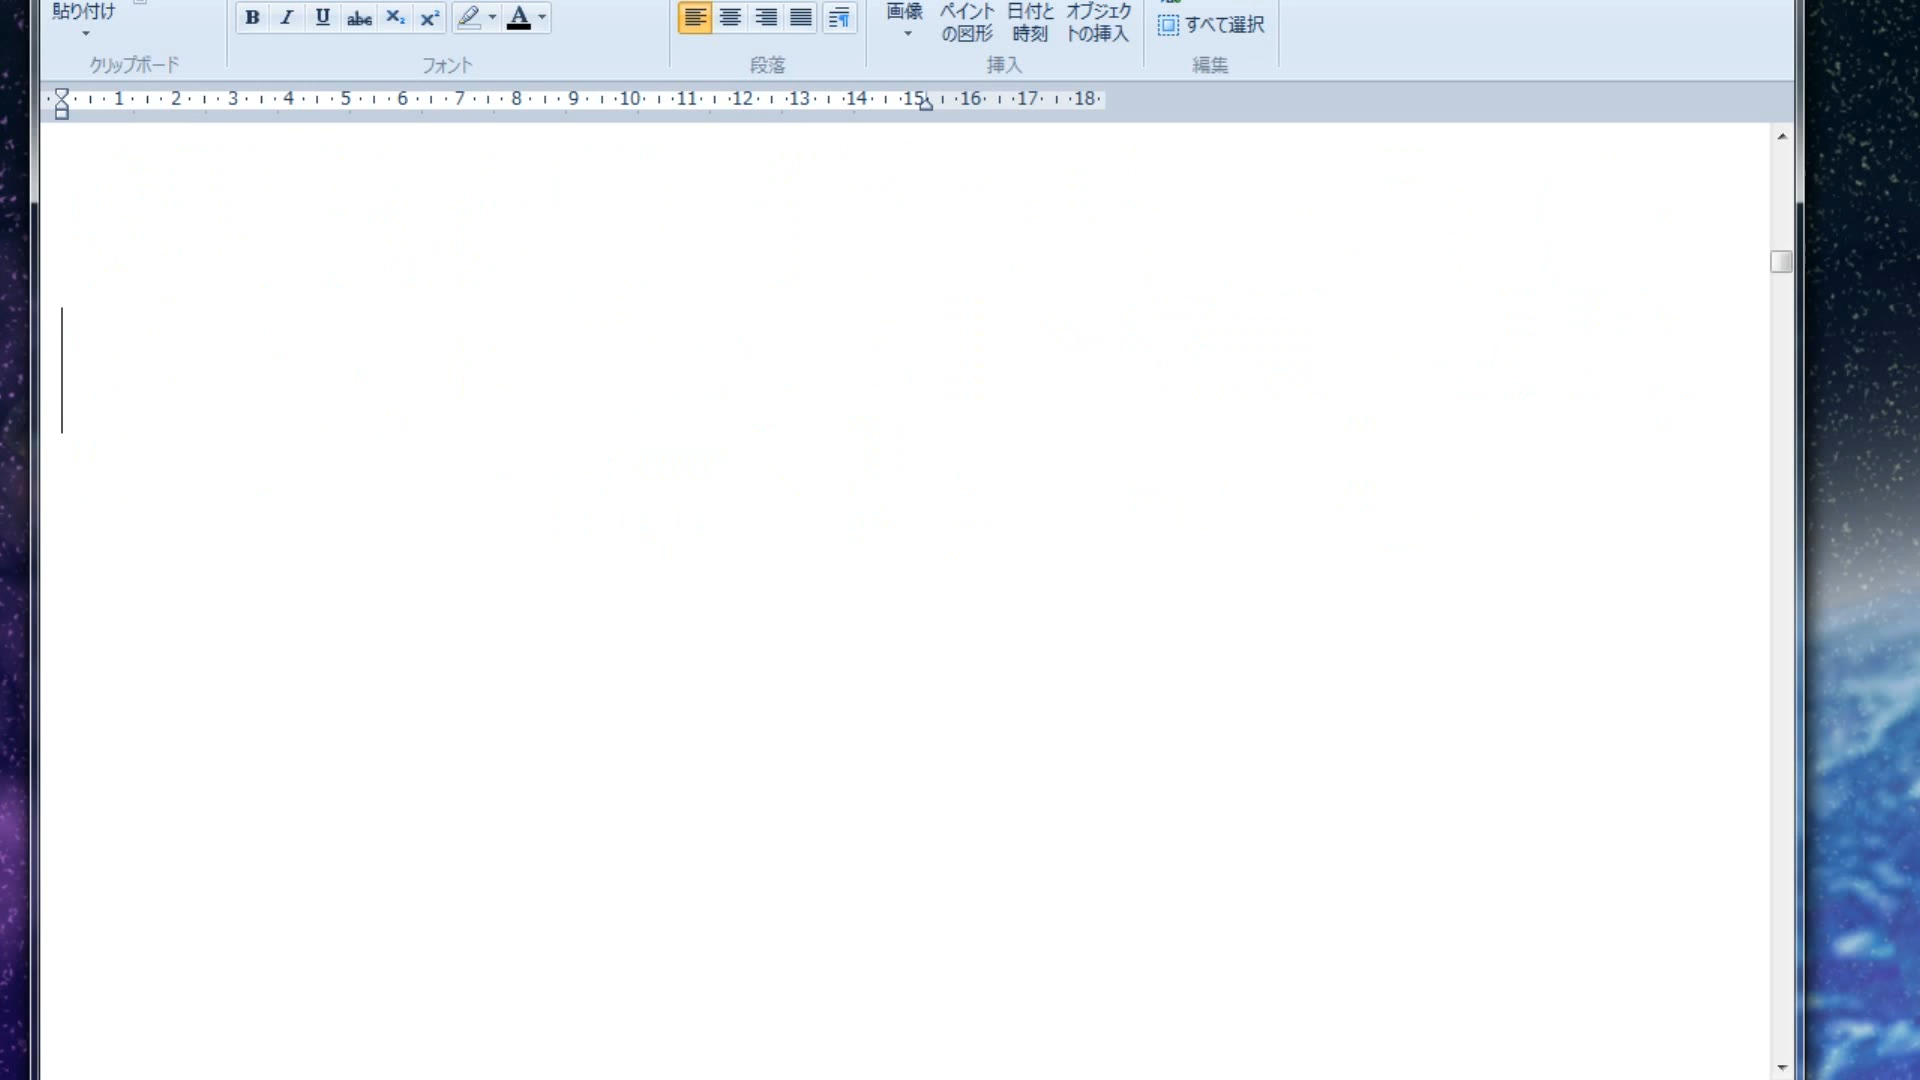 貼り付け
B I U abc X₂ X² A
画像 ペイントの図形 日付と時刻 オブジェクトの挿入
すべて選択
クリップボード フォント 段落 挿入 編集
1 2 3 4 5 6 7 8 9 10 11 12 13 14 15 16 17 18